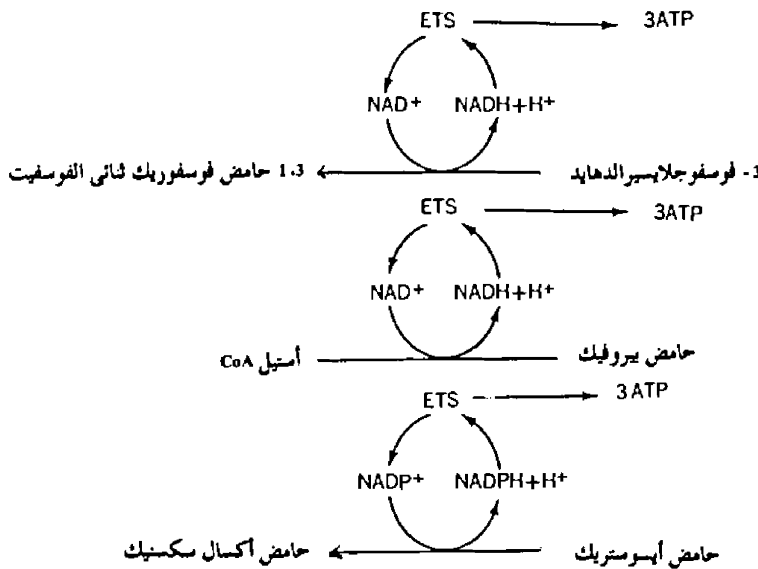 ETS 3ATP
NAD+ NADH+H+
1- فوسفوجلايسيرالدهايد 1.3 حامض فوسفوريك ثنائى الفوسفيت
ETS 3ATP
NAD+ NADH+H+
حامض بيروفيك أستيل CoA
ETS 3ATP
NADP+ NADPH+H+
حامض أيسوستريك حامض أكسال سكسنيك